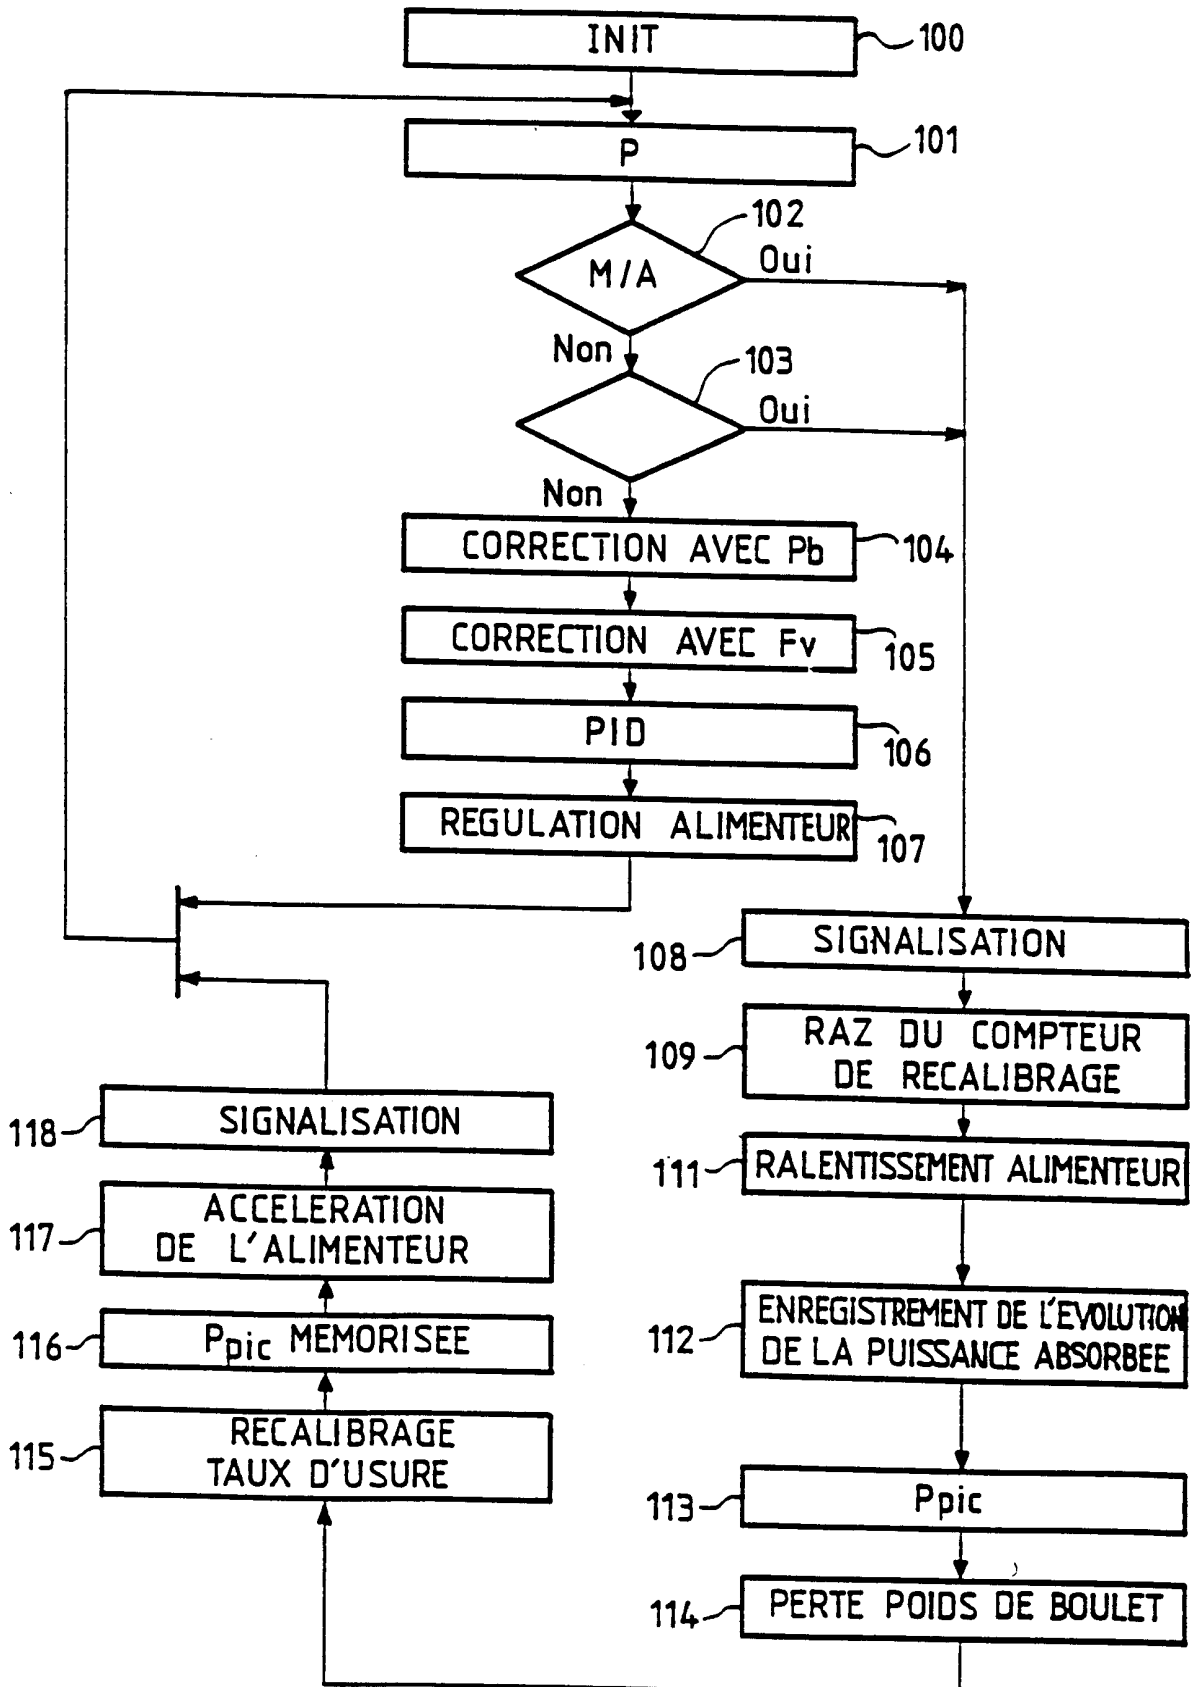 INIT
100
P
101
102
M/A
Oui
Non
103
Oui
Non
CORRECTION AVEC Pb
104
CORRECTION AVEC Fv
105
PID
106
REGULATION ALIMENTEUR
107
108
SIGNALISATION
109
RAZ DU COMPTEUR
DE RECALIBRAGE
111
RALENTISSEMENT ALIMENTEUR
112
ENREGISTREMENT DE L'EVOLUTION
DE LA PUISSANCE ABSORBEE
113
Ppic
114
PERTE POIDS DE BOULET
115
RECALIBRAGE
TAUX D'USURE
116
Ppic MEMORISEE
117
ACCELERATION
DE L'ALIMENTEUR
118
SIGNALISATION